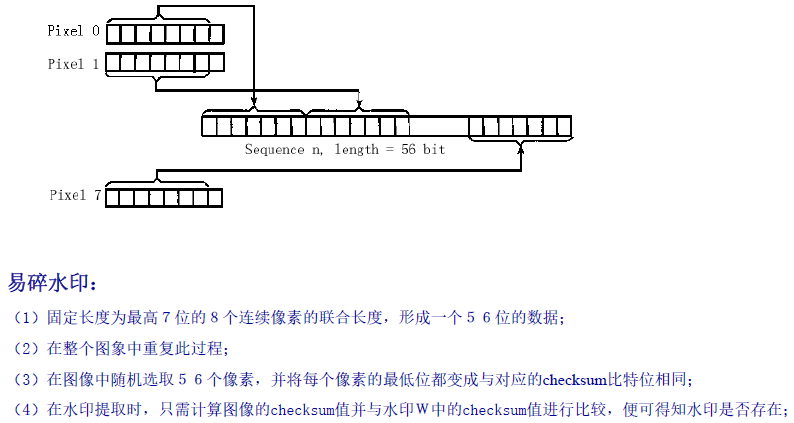 Pixel 0
Pixel 1
Sequence n, length = 56 bit
Pixel 7
易碎水印：
（1）固定长度为最高７位的８个连续像素的联合长度，形成一个５６位的数据；
（2）在整个图象中重复此过程；
（3）在图像中随机选取５６个像素，并将每个像素的最低位都变成与对应的checksum比特位相同；
（4）在水印提取时，只需计算图像的checksum值并与水印Ｗ中的checksum值进行比较，便可得知水印是否存在；